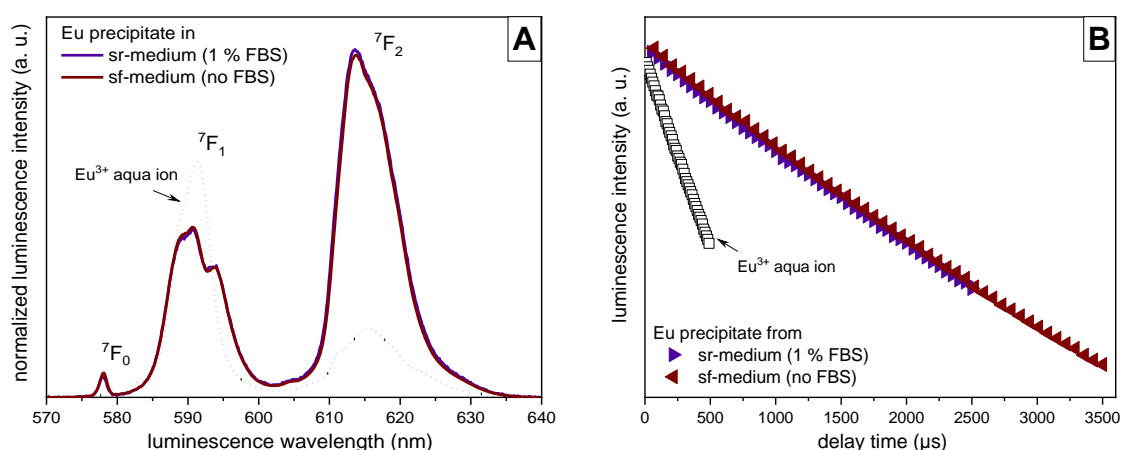 A
Eu precipitate in
sr-medium (1 % FBS)
sf-medium (no FBS)
⁷F₂
⁷F₁
Eu³⁺ aqua ion
⁷F₀
normalized luminescence intensity (a. u.)
570 580 590 600 610 620 630 640
luminescence wavelength (nm)
B
luminescence intensity (a. u.)
Eu³⁺ aqua ion
Eu precipitate from
sr-medium (1 % FBS)
sf-medium (no FBS)
0 500 1000 1500 2000 2500 3000 3500
delay time (µs)